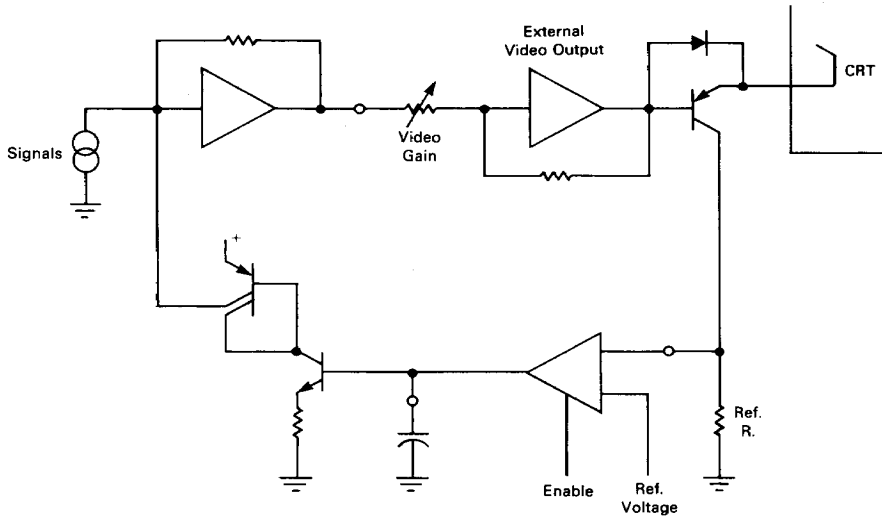 External
Video Output
CRT
Signals
Video
Gain
+
Ref.
R.
Enable
Ref.
Voltage